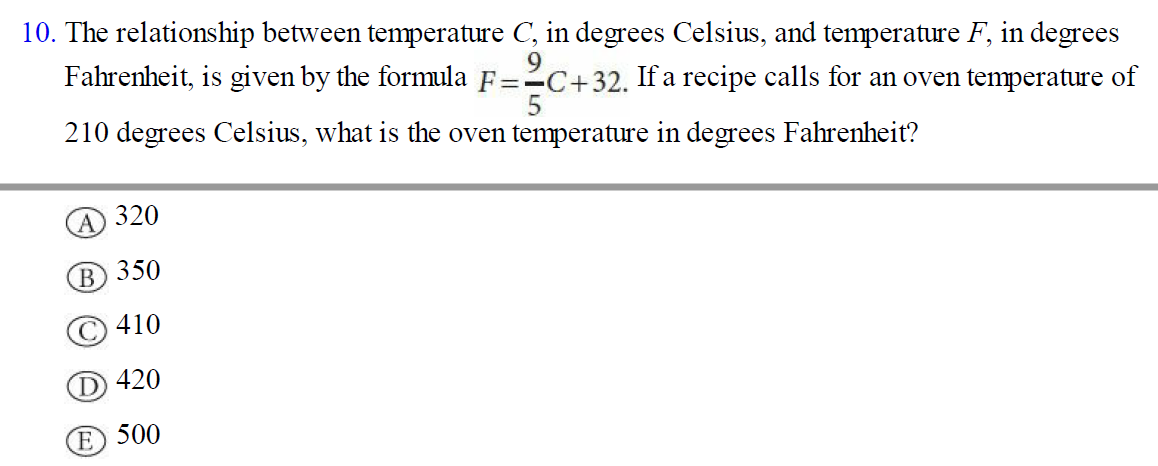 10. The relationship between temperature C, in degrees Celsius, and temperature F, in degrees
Fahrenheit, is given by the formula F=9/5C+32. If a recipe calls for an oven temperature of
210 degrees Celsius, what is the oven temperature in degrees Fahrenheit?
A 320
B 350
C 410
D 420
E 500